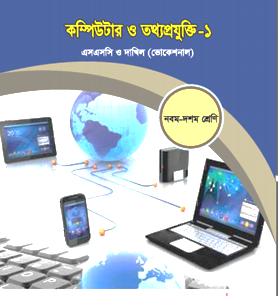 কম্পিউটার ও তথ্যপ্রযুক্তি-১
এসএসসি ও দাখিল (ভোকেশনাল)
নবম-দশম শ্রেণি